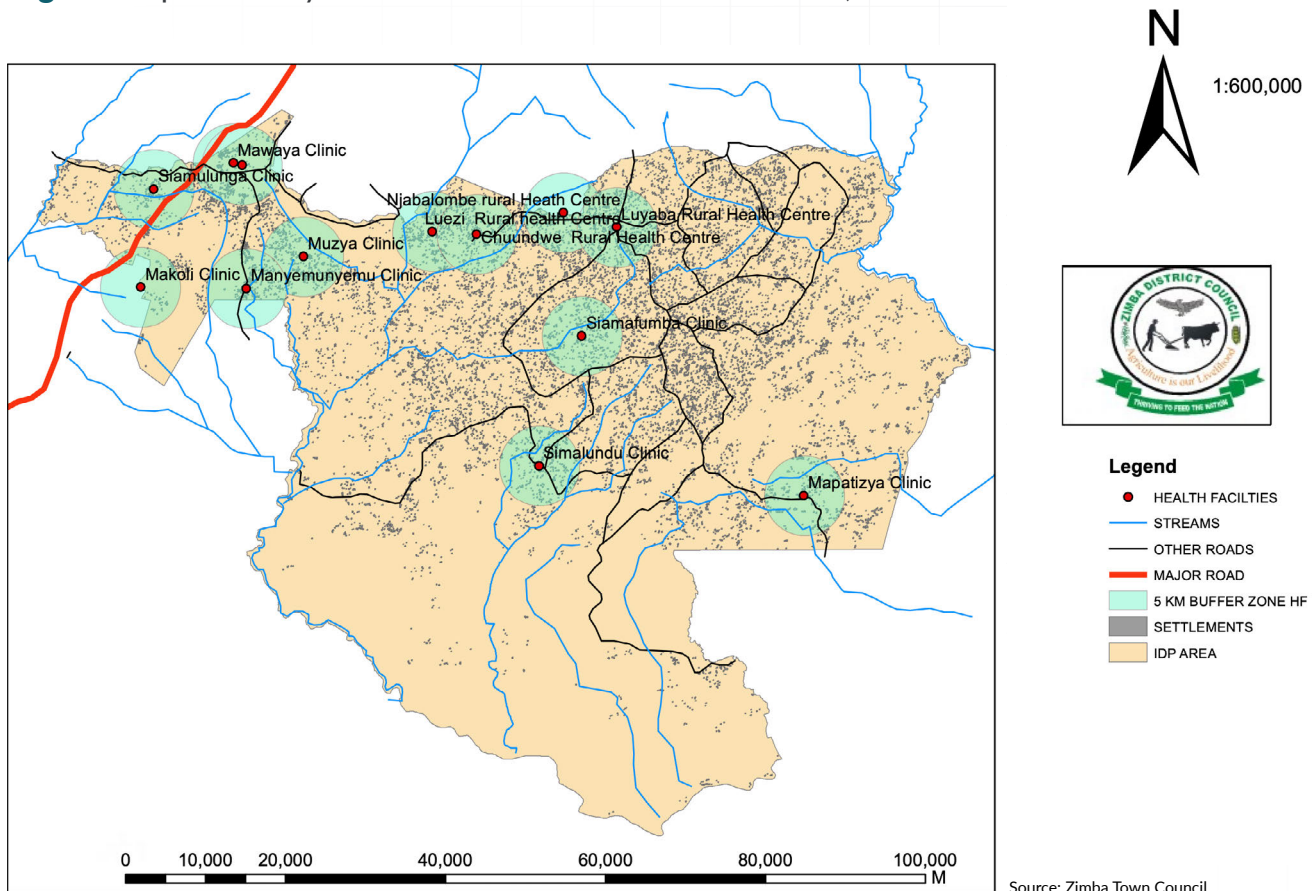 N
1:600,000
Mawaya Clinic
Siamulunga Clinic
Njabalombe rural Heath Centre
Luezi Rural health Centre
Luyaba Rural Health Centre
Chuundwe Rural Health Centre
Muzya Clinic
Makoli Clinic
Manyemunyemu Clinic
Siamafumba Clinic
Simalundu Clinic
Mapatizya Clinic
ZIMBA DISTRICT COUNCIL
Agriculture is our Livelihood
THRIVING TO FEED THE NATION
Legend
HEALTH FACILTIES
STREAMS
OTHER ROADS
MAJOR ROAD
5 KM BUFFER ZONE HF
SETTLEMENTS
IDP AREA
0 10,000 20,000 40,000 60,000 80,000 100,000
M
Source: Zimba Town Council